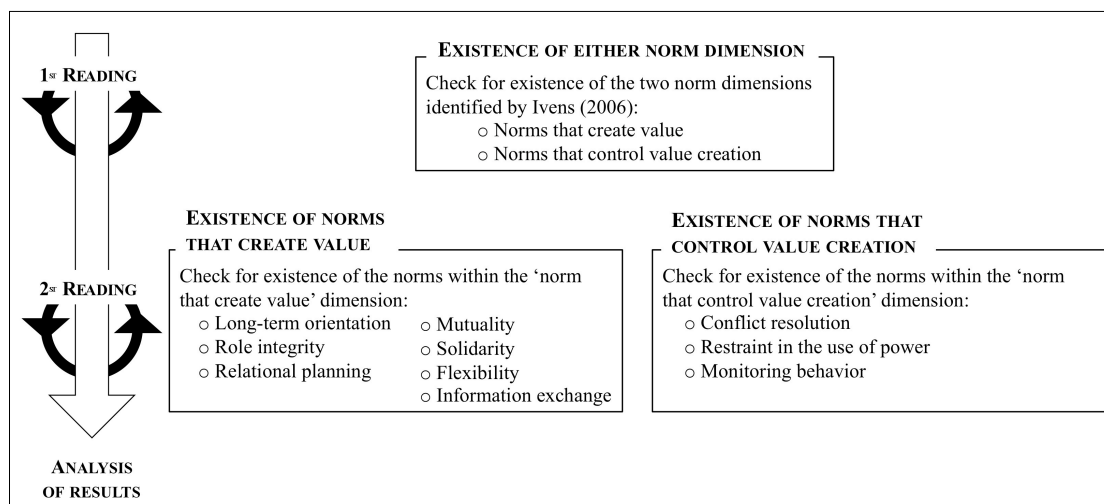 1ST READING
EXISTENCE OF EITHER NORM DIMENSION
Check for existence of the two norm dimensions
identified by Ivens (2006):
o Norms that create value
o Norms that control value creation
2ST READING
EXISTENCE OF NORMS
THAT CREATE VALUE
Check for existence of the norms within the ‘norm
that create value’ dimension:
o Long-term orientation
o Role integrity
o Relational planning
o Mutuality
o Solidarity
o Flexibility
o Information exchange
EXISTENCE OF NORMS THAT
CONTROL VALUE CREATION
Check for existence of the norms within the ‘norm
that control value creation’ dimension:
o Conflict resolution
o Restraint in the use of power
o Monitoring behavior
ANALYSIS
OF RESULTS